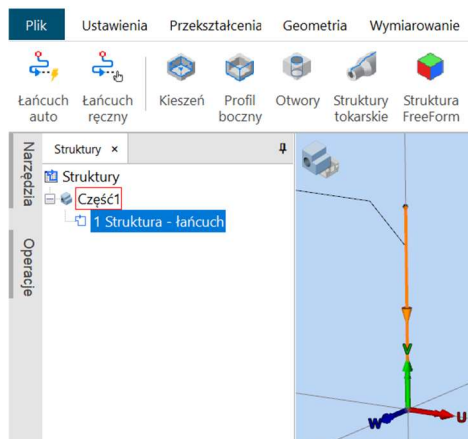 Plik Ustawienia Przekształcenia Geometria Wymiarowanie
Łańcuch auto
Łańcuch ręczny
Kieszeń
Profil boczny
Otwory
Struktury tokarskie
Struktura FreeForm
Narzędzia
Operacje
Struktury ×
Struktury
Część1
1 Struktura - łańcuch
V
W
U